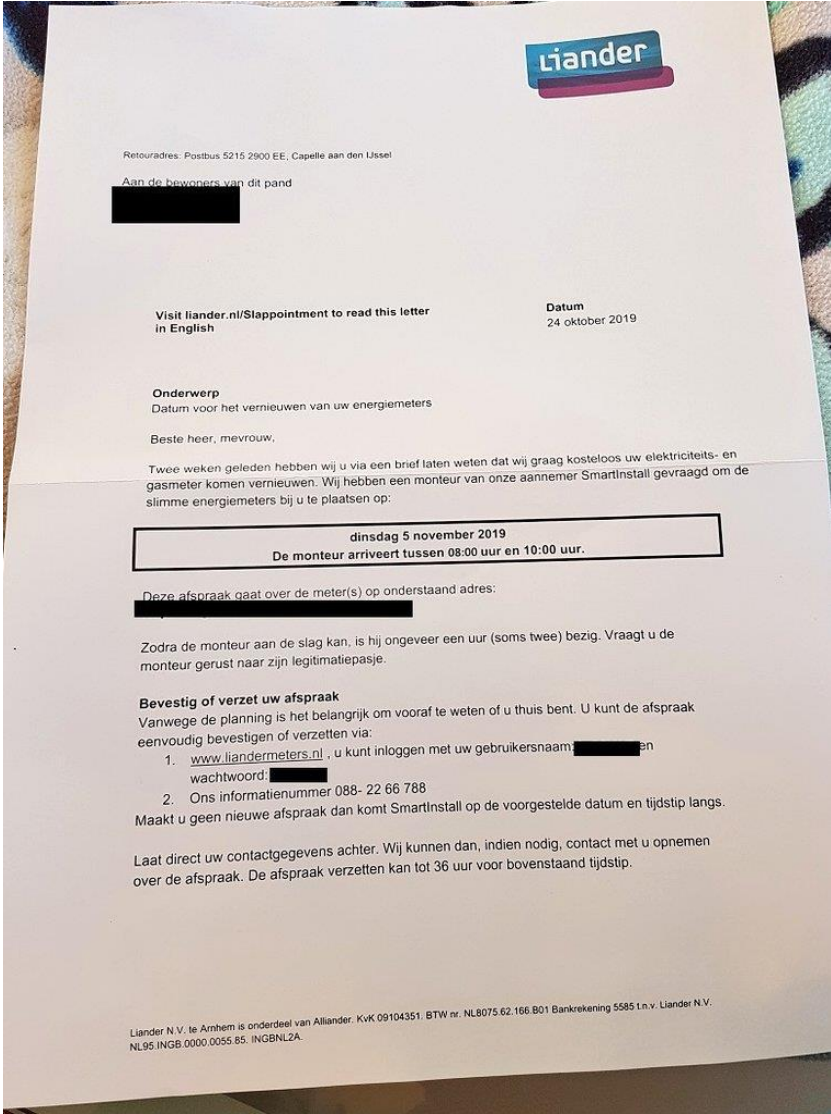 Liander
Retouradres: Postbus 5215 2900 EE, Capelle aan den IJssel
Aan de bewoners van dit pand
Visit liander.nl/Slappointment to read this letter
in English
Datum
24 oktober 2019
Onderwerp
Datum voor het vernieuwen van uw energiemeters
Beste heer, mevrouw,
Twee weken geleden hebben wij u via een brief laten weten dat wij graag kosteloos uw elektriciteits- en
gasmeter komen vernieuwen. Wij hebben een monteur van onze aannemer SmartInstall gevraagd om de
slimme energiemeters bij u te plaatsen op:
dinsdag 5 november 2019
De monteur arriveert tussen 08:00 uur en 10:00 uur.
Deze afspraak gaat over de meter(s) op onderstaand adres:
Zodra de monteur aan de slag kan, is hij ongeveer een uur (soms twee) bezig. Vraagt u de
monteur gerust naar zijn legitimatiepasje.
Bevestig of verzet uw afspraak
Vanwege de planning is het belangrijk om vooraf te weten of u thuis bent. U kunt de afspraak
eenvoudig bevestigen of verzetten via:
1. www.liandermeters.nl , u kunt inloggen met uw gebruikersnaam: en
wachtwoord:
2. Ons informatienummer 088- 22 66 788
Maakt u geen nieuwe afspraak dan komt SmartInstall op de voorgestelde datum en tijdstip langs.
Laat direct uw contactgegevens achter. Wij kunnen dan, indien nodig, contact met u opnemen
over de afspraak. De afspraak verzetten kan tot 36 uur voor bovenstaand tijdstip.
Liander N.V. te Arnhem is onderdeel van Alliander. KvK 09104351. BTW nr. NL8075.62.166.B01 Bankrekening 5585 t.n.v. Liander N.V.
NL95.INGB.0000.0055.85. INGBNL2A.